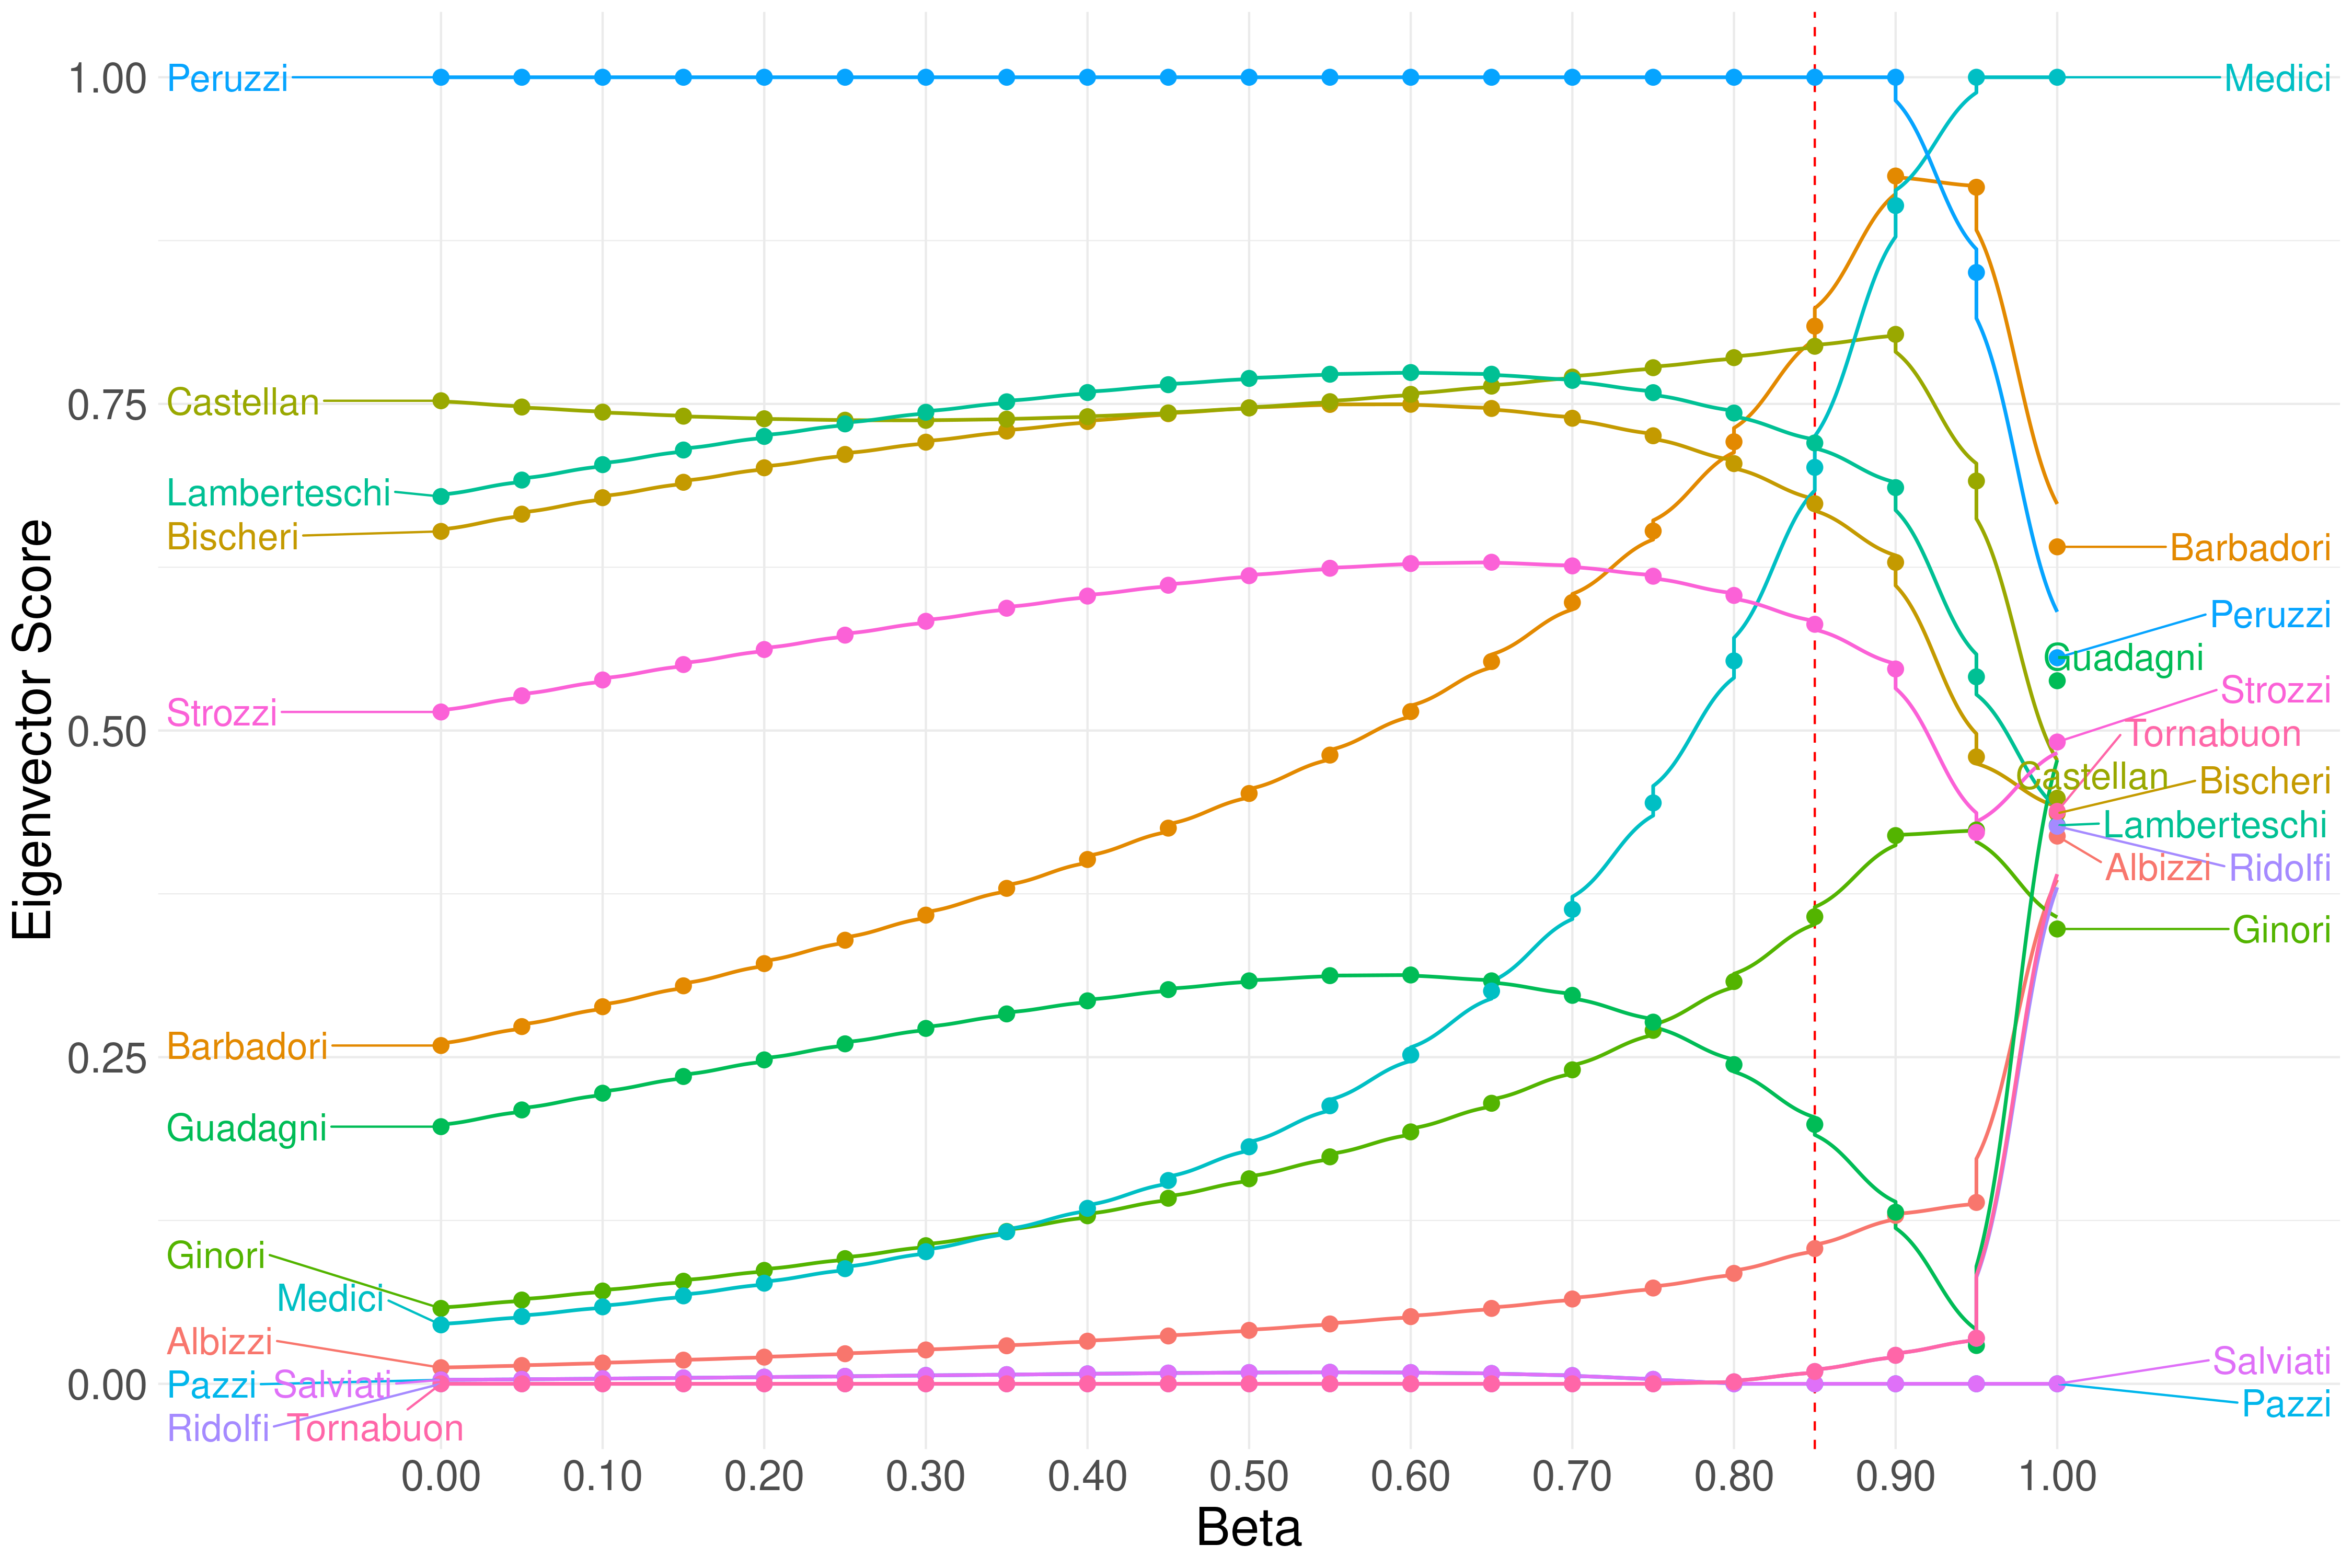 1.00
0.75
0.50
0.25
0.00
Eigenvector Score
Peruzzi
Castellan
Lamberteschi
Bischeri
Strozzi
Barbadori
Guadagni
Ginori
Medici
Albizzi
Pazzi Salviati
Ridolfi Tornabuon
Medici
Barbadori
Peruzzi
Guadagni
Strozzi
Tornabuon
Castellan Bischeri
Lamberteschi
Albizzi Ridolfi
Ginori
Salviati
Pazzi
0.00 0.10 0.20 0.30 0.40 0.50 0.60 0.70 0.80 0.90 1.00
Beta